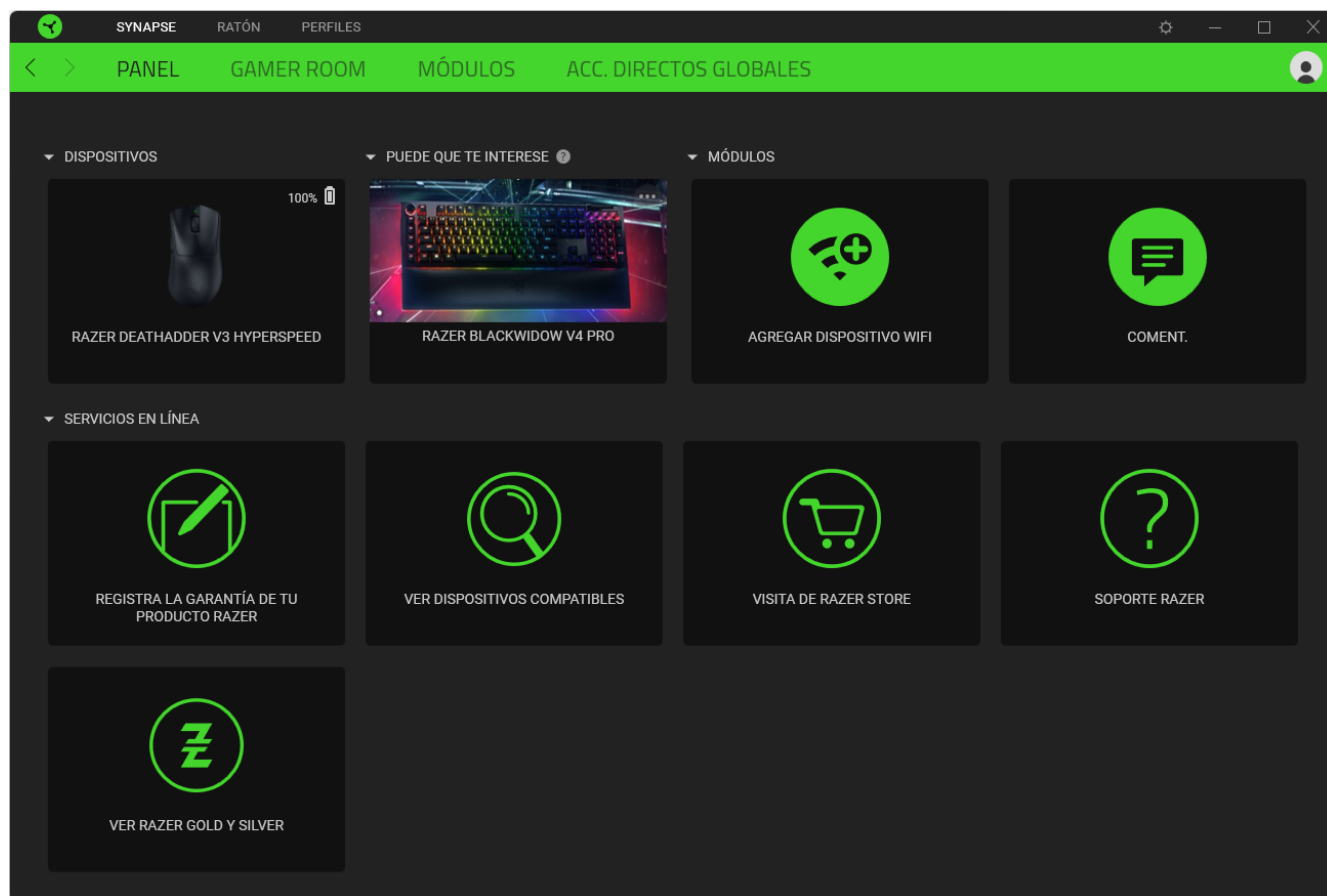 SYNAPSE RATÓN PERFILES
PANEL GAMER ROOM MÓDULOS ACC. DIRECTOS GLOBALES
DISPOSITIVOS
100%
RAZER DEATHADDER V3 HYPERSPEED
PUEDE QUE TE INTERESE ?
RAZER BLACKWIDOW V4 PRO
MÓDULOS
AGREGAR DISPOSITIVO WIFI
COMENT.
SERVICIOS EN LÍNEA
REGISTRA LA GARANTÍA DE TU
PRODUCTO RAZER
VER DISPOSITIVOS COMPATIBLES
VISITA DE RAZER STORE
?
SOPORTE RAZER
VER RAZER GOLD Y SILVER